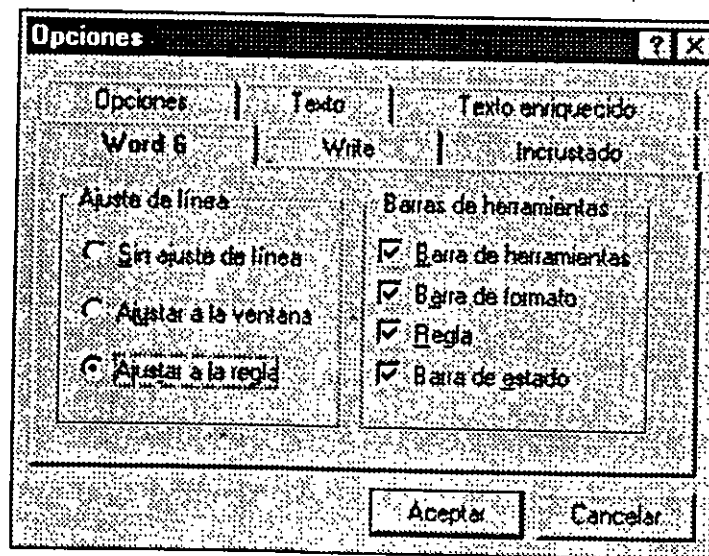 Opciones
Opciones Texto Texto enriquecido
Word 6 Write Incrustado
Ajuste de línea
Sin ajuste de línea
Ajustar a la ventana
Ajustar a la regla
Barras de herramientas
Barra de herramientas
Barra de formato
Regla
Barra de estado
Aceptar Cancelar